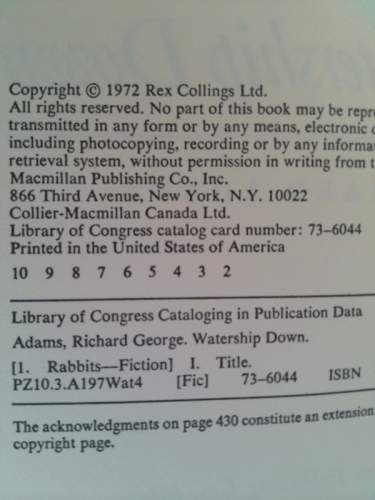 Copyright © 1972 Rex Collings Ltd.
All rights reserved. No part of this book may be
transmitted in any form or by any means, electronic
including photocopying, recording or by any
retrieval system, without permission in writing from
Macmillan Publishing Co., Inc.
866 Third Avenue, New York, N.Y. 10022
Collier-Macmillan Canada Ltd.
Library of Congress catalog card number: 73-6044
Printed in the United States of America
10 9 8 7 6 5 4 3 2
Library of Congress Cataloging in Publication Data
Adams, Richard George. Watership Down.
[1. Rabbits—Fiction] I. Title.
PZ10.3.A197Wat4 [Fic] 73-6044 ISBN
The acknowledgments on page 430 constitute an extension
copyright page.